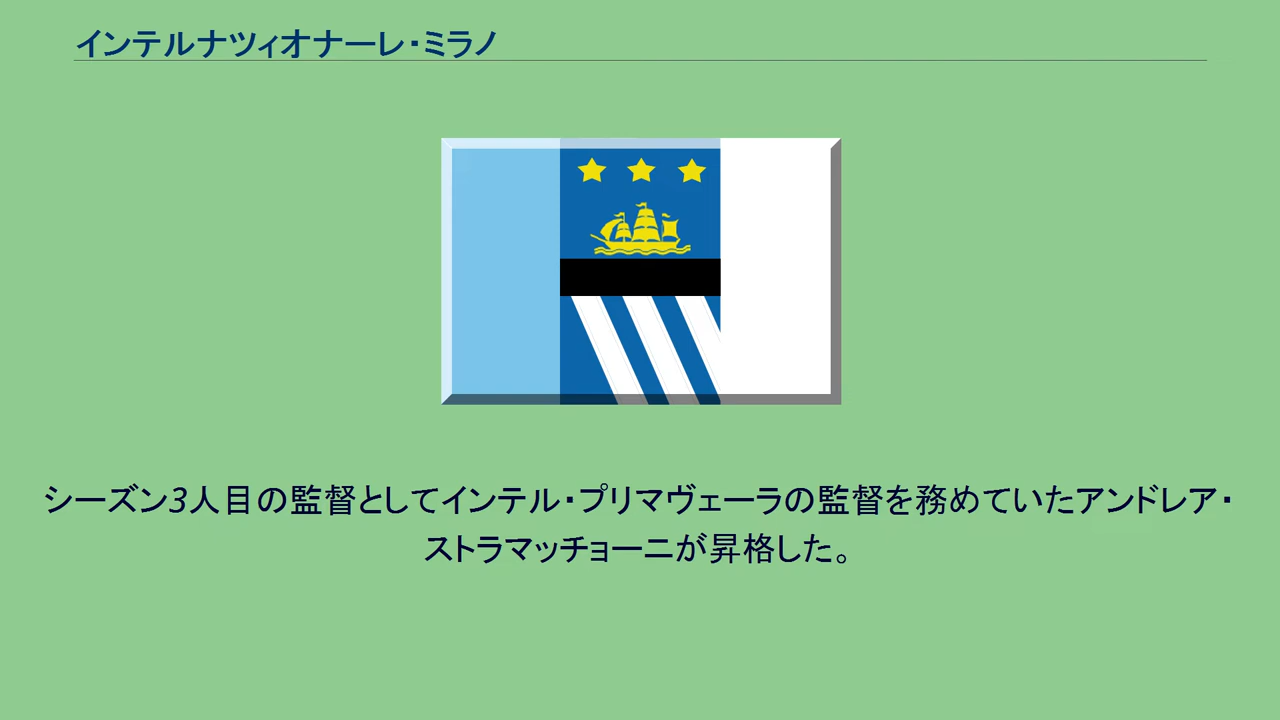 インテルナツィオナーレ・ミラノ
シーズン3人目の監督としてインテル・プリマヴェーラの監督を務めていたアンドレア・
ストラマッチョーニが昇格した。